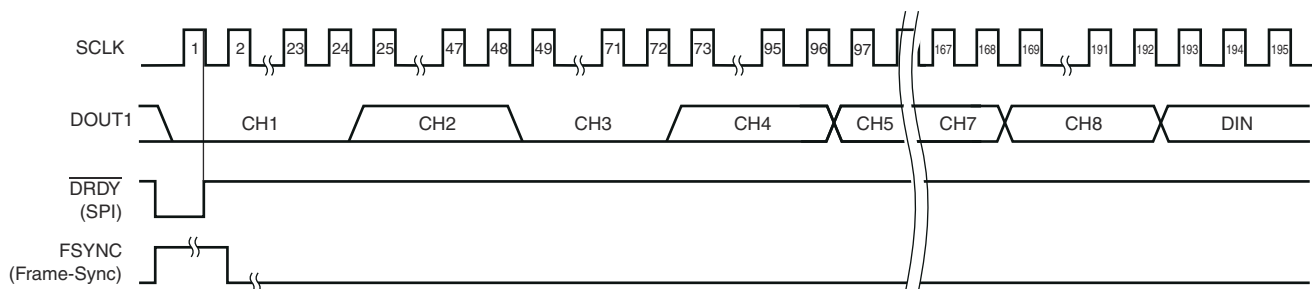 SCLK 1 2 23 24 25 47 48 49 71 72 73 95 96 97 167 168 169 191 192 193 194 195
DOUT1 CH1 CH2 CH3 CH4 CH5 CH7 CH8 DIN
DRDY
(SPI)
FSYNC
(Frame-Sync)